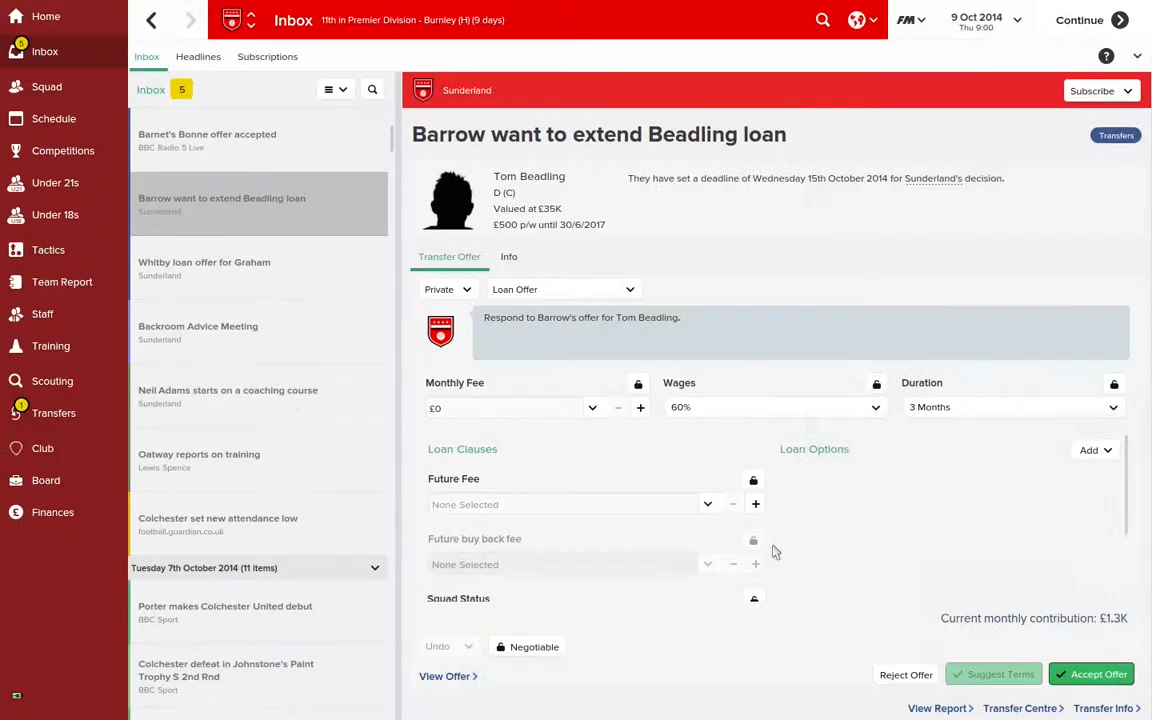 Home
5
Inbox
Squad
Schedule
Competitions
Under 21s
Under 18s
Tactics
Team Report
Staff
Training
Scouting
1
Transfers
Club
Board
Finances
Inbox
11th in Premier Division - Burnley (H) (9 days)
FM
9 Oct 2014
Thu 9:00
Continue
Inbox
Headlines
Subscriptions
?
Inbox
5
Barnet's Bonne offer accepted
BBC Radio 5 Live
Barrow want to extend Beadling loan
Sunderland
Whitby loan offer for Graham
Sunderland
Backroom Advice Meeting
Sunderland
Neil Adams starts on a coaching course
Sunderland
Oatway reports on training
Lewis Spence
Colchester set new attendance low
football.guardian.co.uk
Tuesday 7th October 2014 (11 items)
Porter makes Colchester United debut
BBC Sport
Colchester defeat in Johnstone's Paint
Trophy S 2nd Rnd
BBC Sport
Sunderland
Subscribe
Barrow want to extend Beadling loan
Transfers
Tom Beadling
D (C)
Valued at £35K
£500 p/w until 30/6/2017
They have set a deadline of Wednesday 15th October 2014 for Sunderland's decision.
Transfer Offer
Info
Private
Loan Offer
Respond to Barrow's offer for Tom Beadling.
Monthly Fee
Wages
Duration
£0
60%
3 Months
Loan Clauses
Loan Options
Add
Future Fee
None Selected
Future buy back fee
None Selected
Squad Status
Current monthly contribution: £1.3K
Undo
Negotiable
View Offer >
Reject Offer
Suggest Terms
Accept Offer
View Report >
Transfer Centre >
Transfer Info >